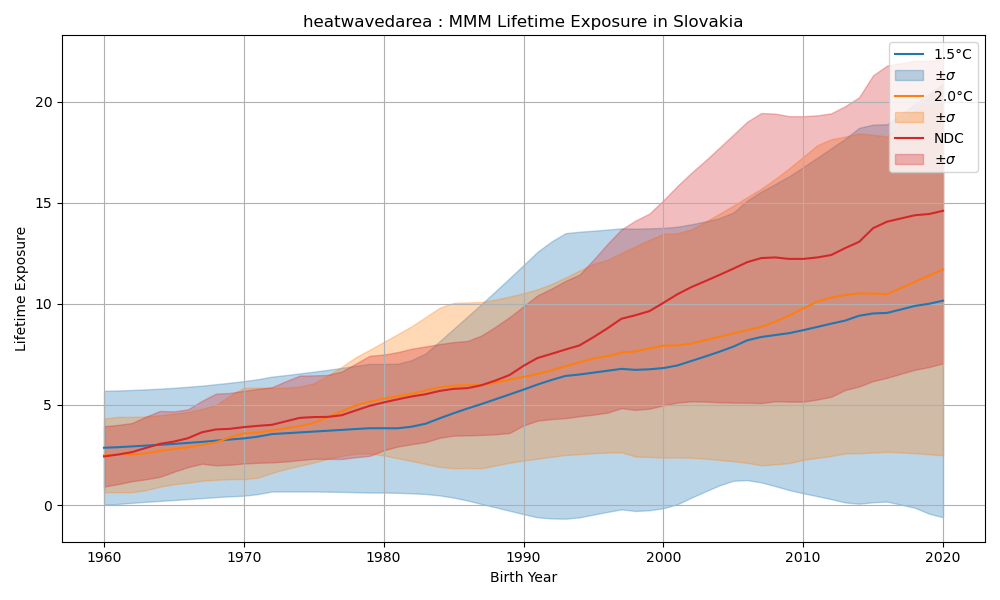 heatwavedarea : MMM Lifetime Exposure in Slovakia
1.5°C
±σ
2.0°C
±σ
NDC
±σ
Lifetime Exposure
20
15
10
5
0
1960 1970 1980 1990 2000 2010 2020
Birth Year